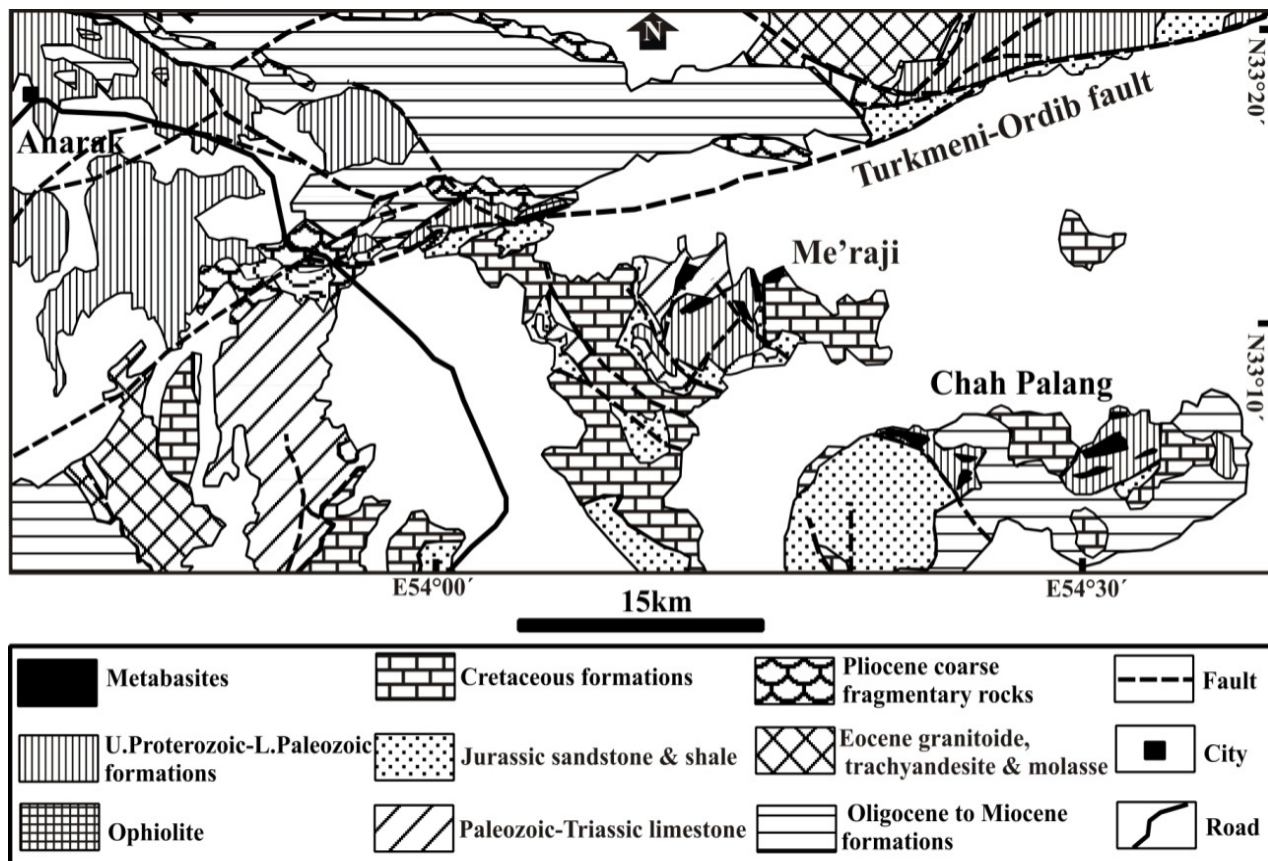 N
N33°20´
Anarak
Turkmeni-Ordib fault
Me’raji
N33°10´
Chah Palang
E54°00´
E54°30´
15km
Metabasites
Cretaceous formations
Pliocene coarse
fragmentary rocks
Fault
U.Proterozoic-L.Paleozoic
formations
Jurassic sandstone & shale
Eocene granitoide,
trachyandesite & molasse
City
Ophiolite
Paleozoic-Triassic limestone
Oligocene to Miocene
formations
Road